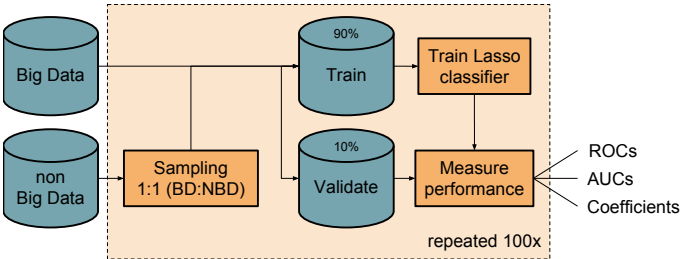 Big Data
90%
Train
Train Lasso
classifier
non
Big Data
Sampling
1:1 (BD:NBD)
10%
Validate
Measure
performance
ROCs
AUCs
Coefficients
repeated 100x